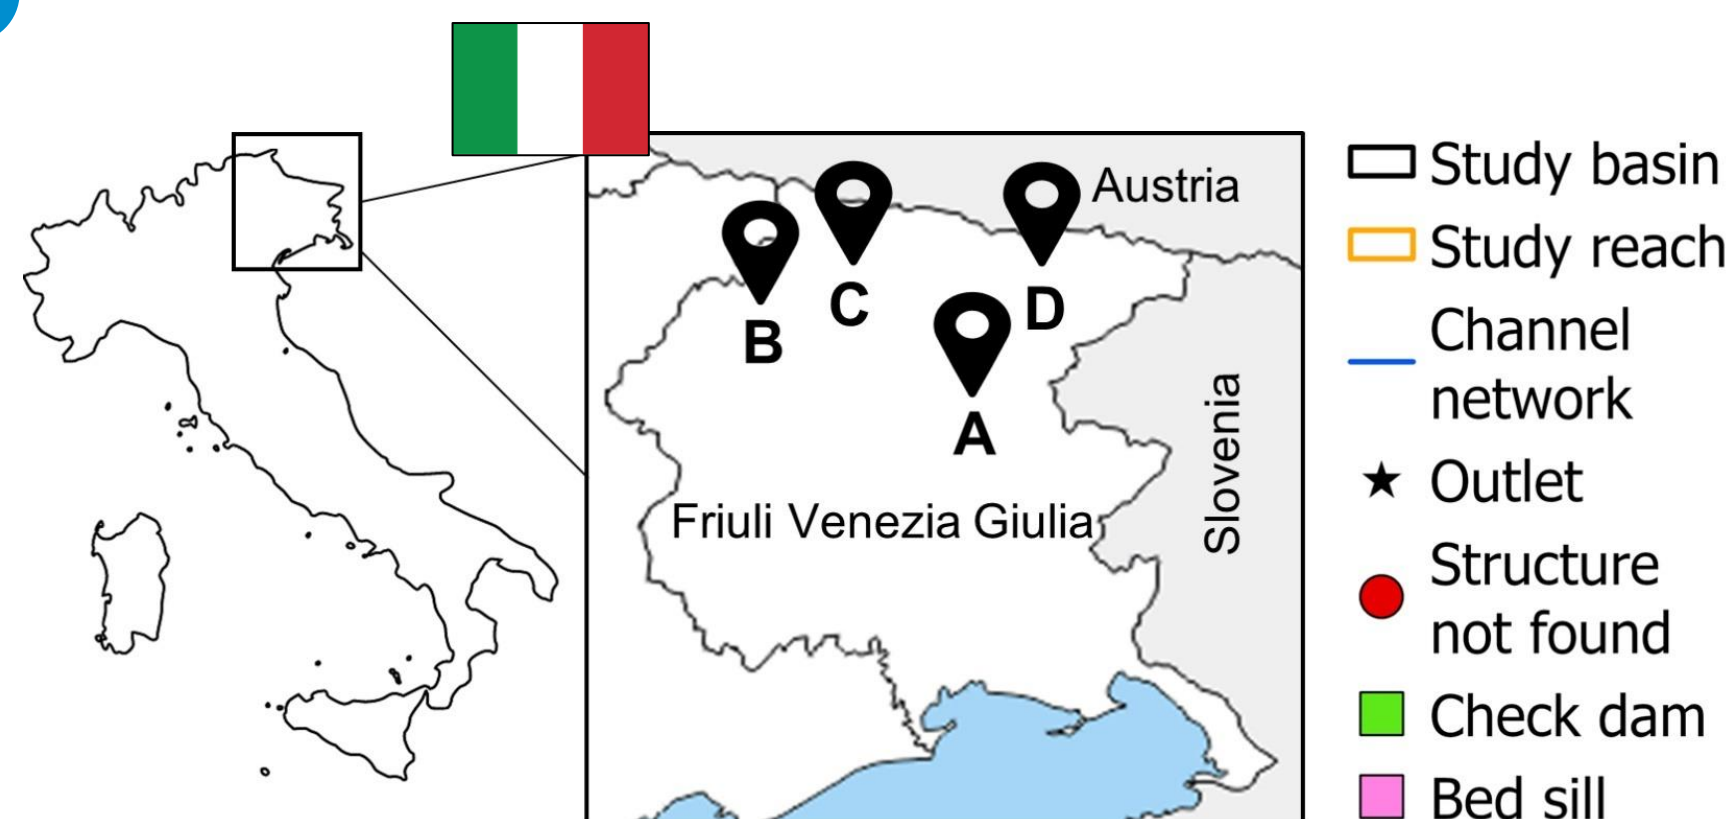 Austria
B
C
D
A
Slovenia
Friuli Venezia Giulia
Study basin
Study reach
Channel
network
Outlet
Structure
not found
Check dam
Bed sill